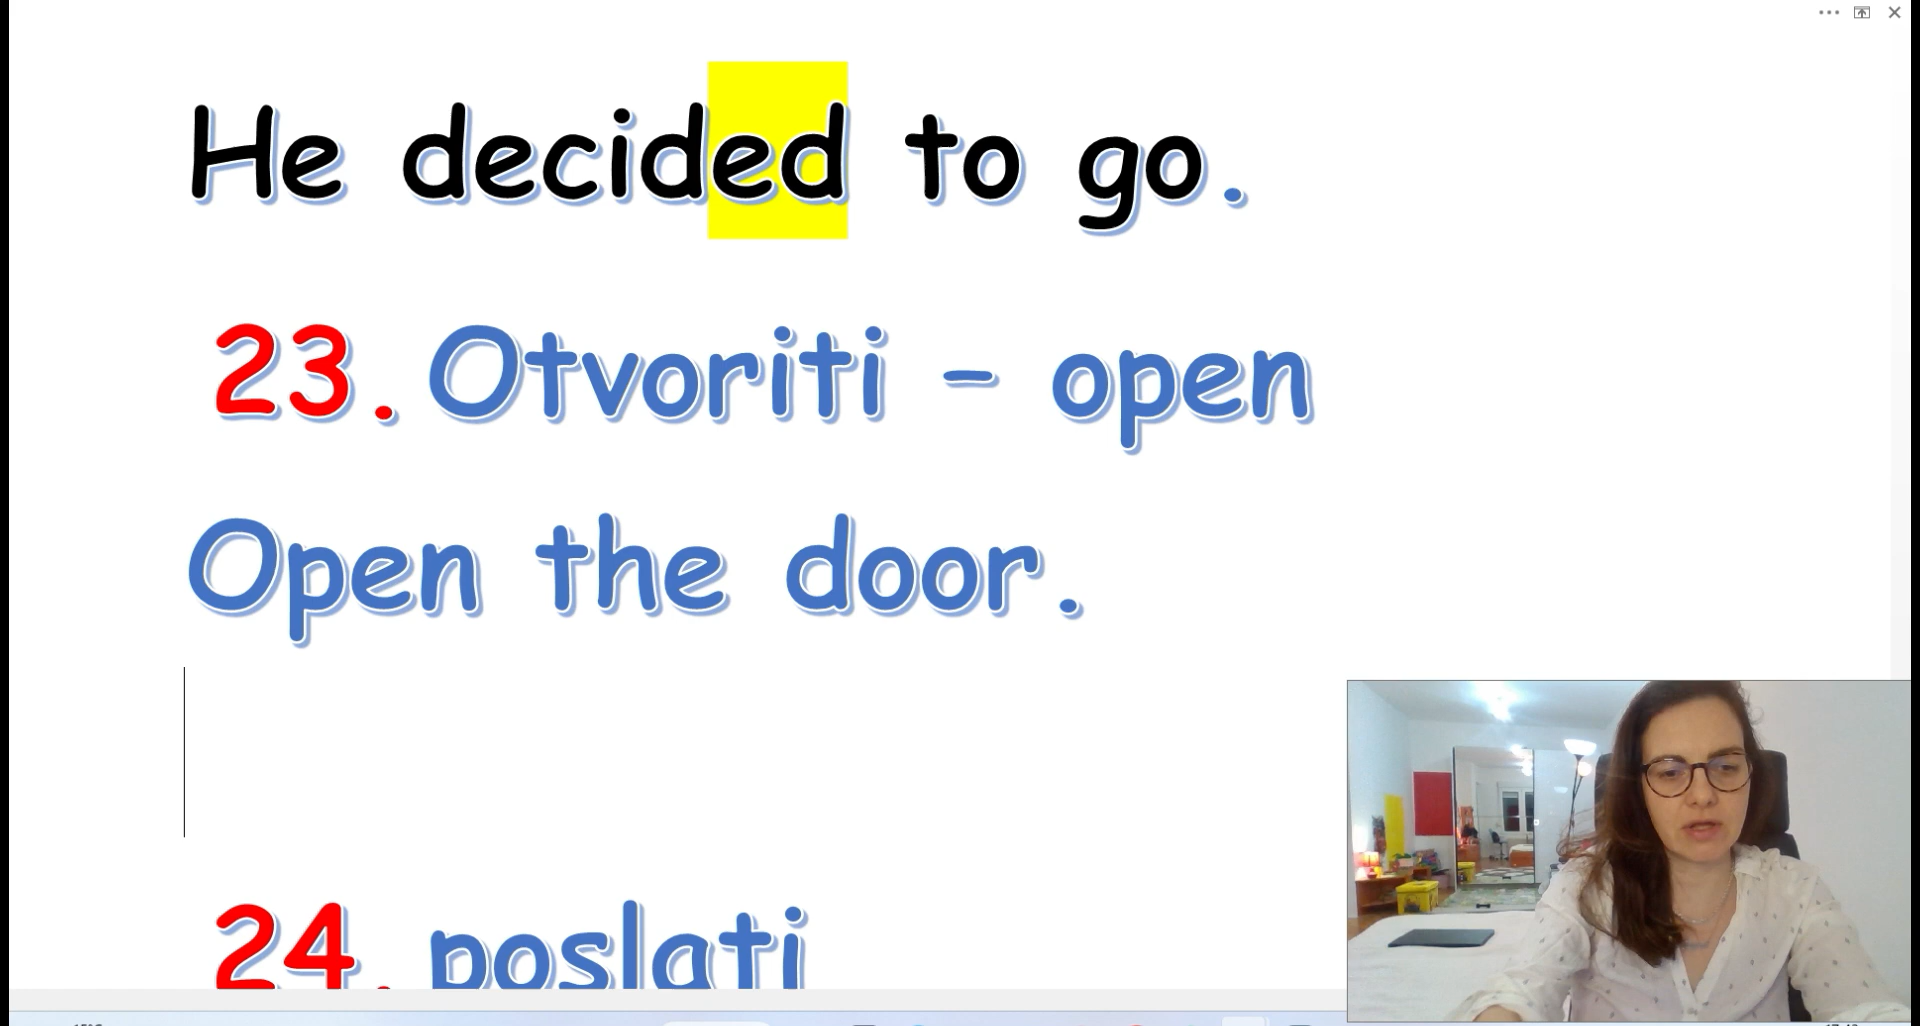 He decided to go.
23. Otvoriti - open
Open the door.
24. poslati